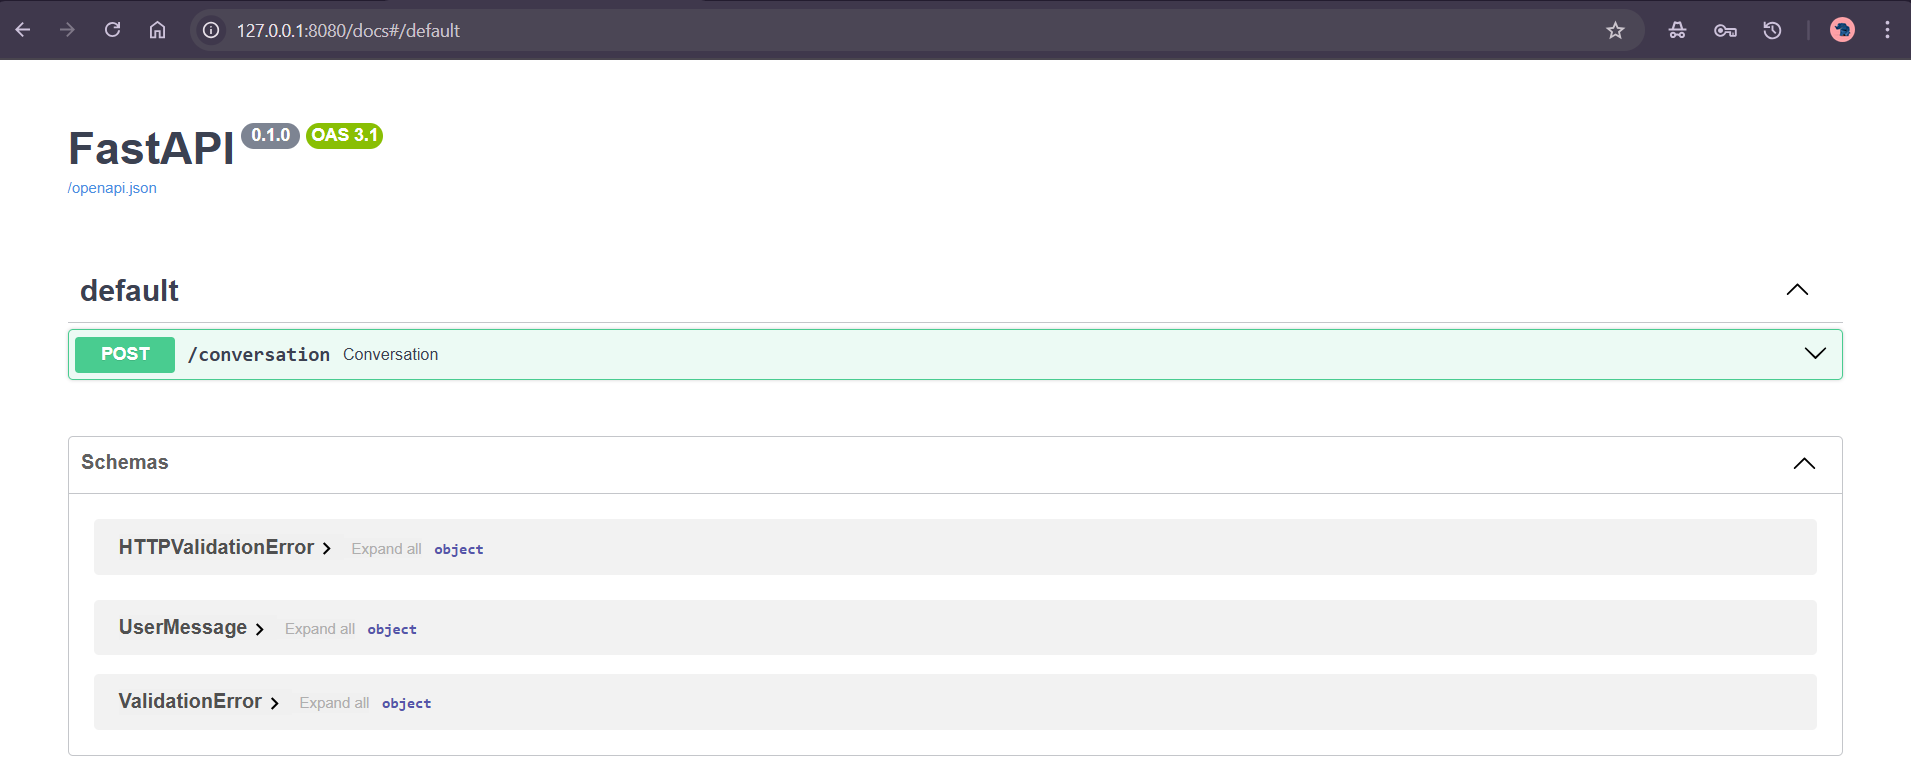 127.0.0.1:8080/docs#/default
FastAPI 0.1.0 OAS 3.1
/openapi.json
default
POST /conversation Conversation
Schemas
HTTPValidationError Expand all object
UserMessage Expand all object
ValidationError Expand all object